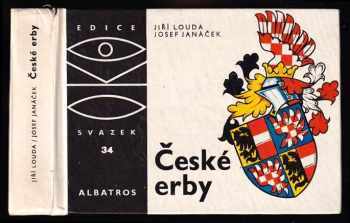 JIŘÍ LOUDA / JOSEF JANÁČEK České erby
EDICE
SVAZEK
34
ALBATROS
JIŘÍ LOUDA
JOSEF JANÁČEK
České
erby